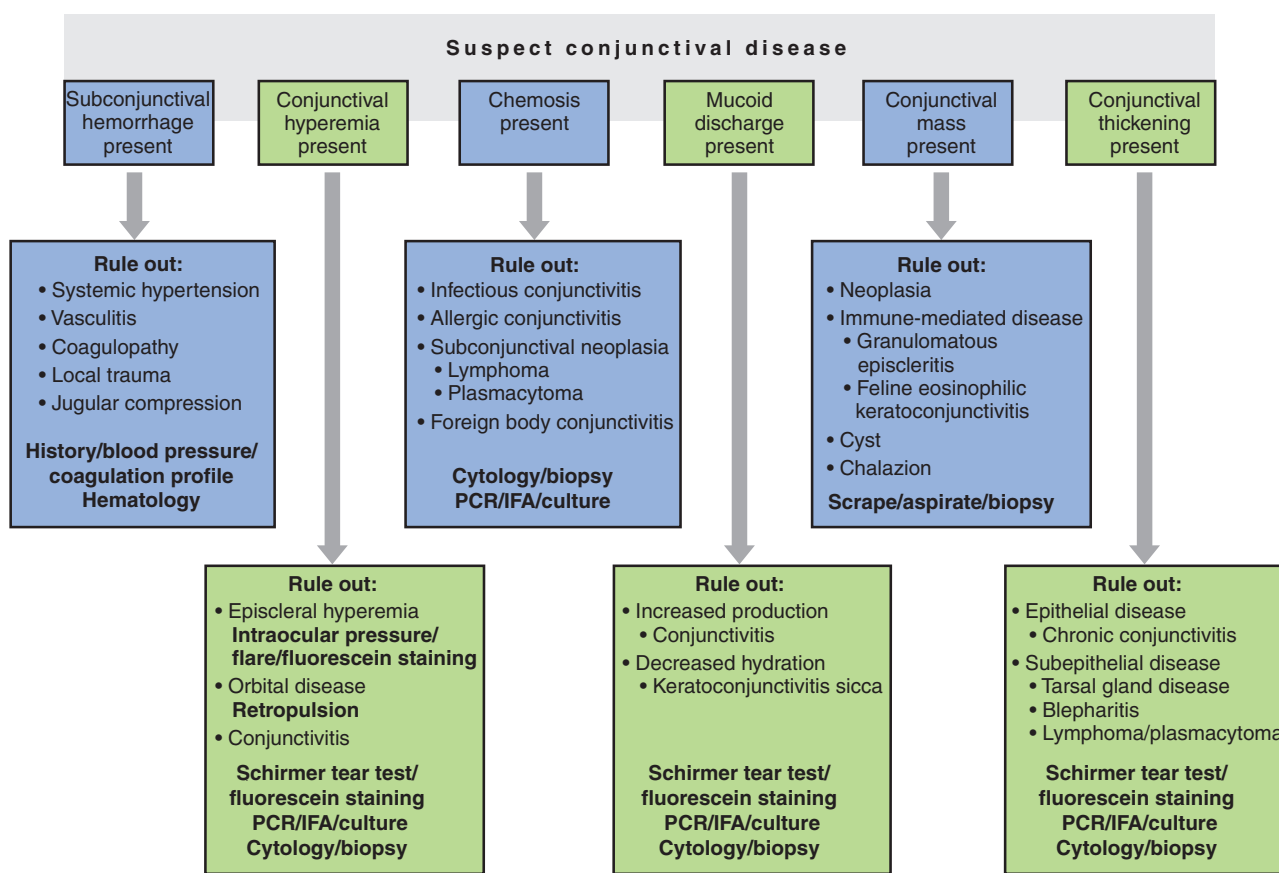 Suspect conjunctival disease
Subconjunctival
hemorrhage
present
Conjunctival
hyperemia
present
Chemosis
present
Mucoid
discharge
present
Conjunctival
mass
present
Conjunctival
thickening
present
Rule out:
• Systemic hypertension
• Vasculitis
• Coagulopathy
• Local trauma
• Jugular compression
History/blood pressure/
coagulation profile
Hematology
Rule out:
• Infectious conjunctivitis
• Allergic conjunctivitis
• Subconjunctival neoplasia
• Lymphoma
• Plasmacytoma
• Foreign body conjunctivitis
Cytology/biopsy
PCR/IFA/culture
Rule out:
• Neoplasia
• Immune-mediated disease
• Granulomatous
episcleritis
• Feline eosinophilic
keratoconjunctivitis
• Cyst
• Chalazion
Scrape/aspirate/biopsy
Rule out:
• Episcleral hyperemia
Intraocular pressure/
flare/fluorescein staining
• Orbital disease
Retropulsion
• Conjunctivitis
Schirmer tear test/
fluorescein staining
PCR/IFA/culture
Cytology/biopsy
Rule out:
• Increased production
• Conjunctivitis
• Decreased hydration
• Keratoconjunctivitis sicca
Schirmer tear test/
fluorescein staining
PCR/IFA/culture
Cytology/biopsy
Rule out:
• Epithelial disease
• Chronic conjunctivitis
• Subepithelial disease
• Tarsal gland disease
• Blepharitis
• Lymphoma/plasmacytoma
Schirmer tear test/
fluorescein staining
PCR/IFA/culture
Cytology/biopsy